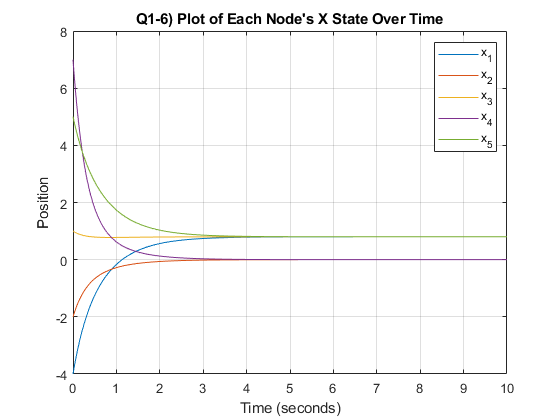 Q1-6) Plot of Each Node's X State Over Time
8
6
4
2
0
-2
-4
Position
0 1 2 3 4 5 6 7 8 9 10
Time (seconds)
x1
x2
x3
x4
x5